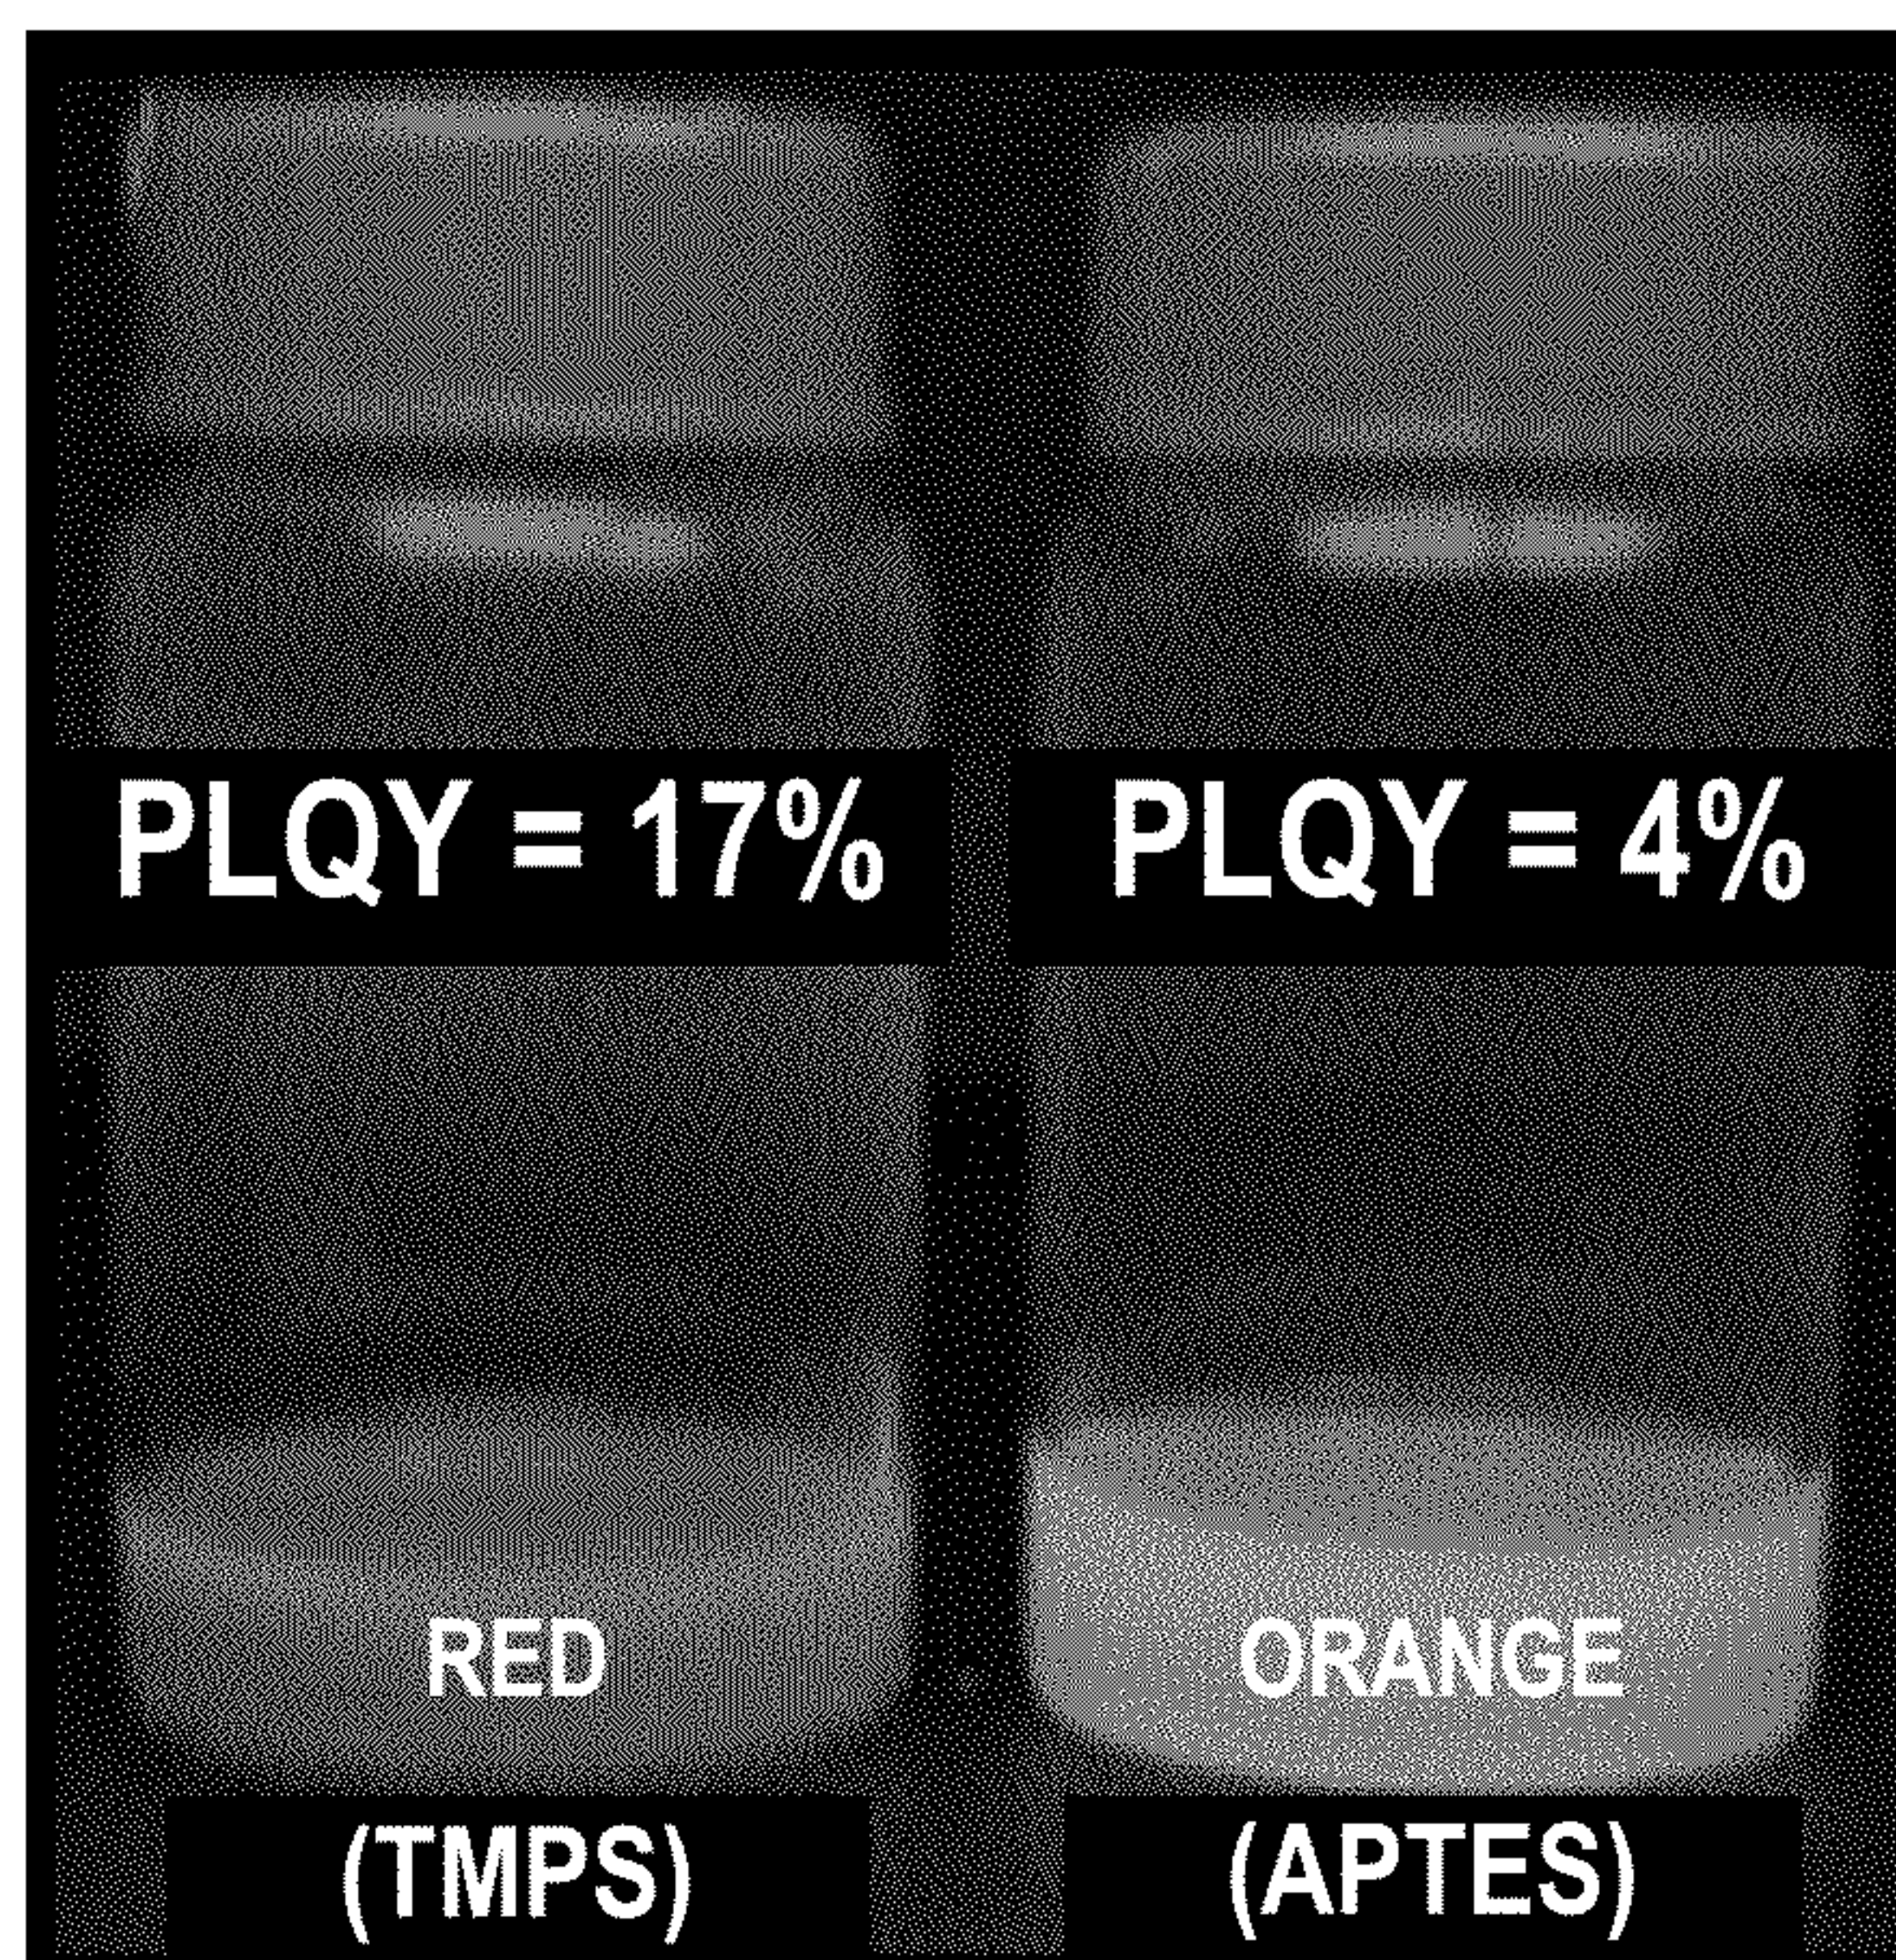 PLQY = 17% PLQY = 4%
RED ORANGE
(TMPS) (APTES)